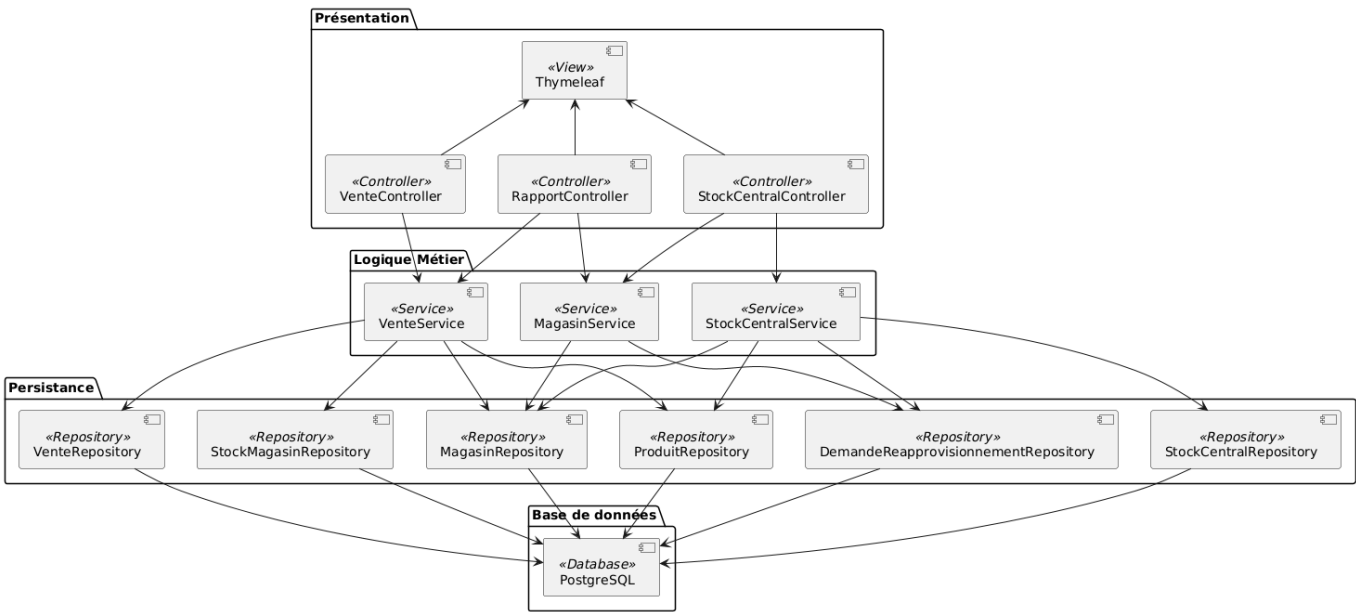 Présentation
«View»
Thymeleaf
«Controller»
VenteController
«Controller»
RapportController
«Controller»
StockCentralController
Logique Métier
«Service»
VenteService
«Service»
MagasinService
«Service»
StockCentralService
Persistance
«Repository»
VenteRepository
«Repository»
StockMagasinRepository
«Repository»
MagasinRepository
«Repository»
ProduitRepository
«Repository»
DemandeReapprovisionnementRepository
«Repository»
StockCentralRepository
Base de données
«Database»
PostgreSQL